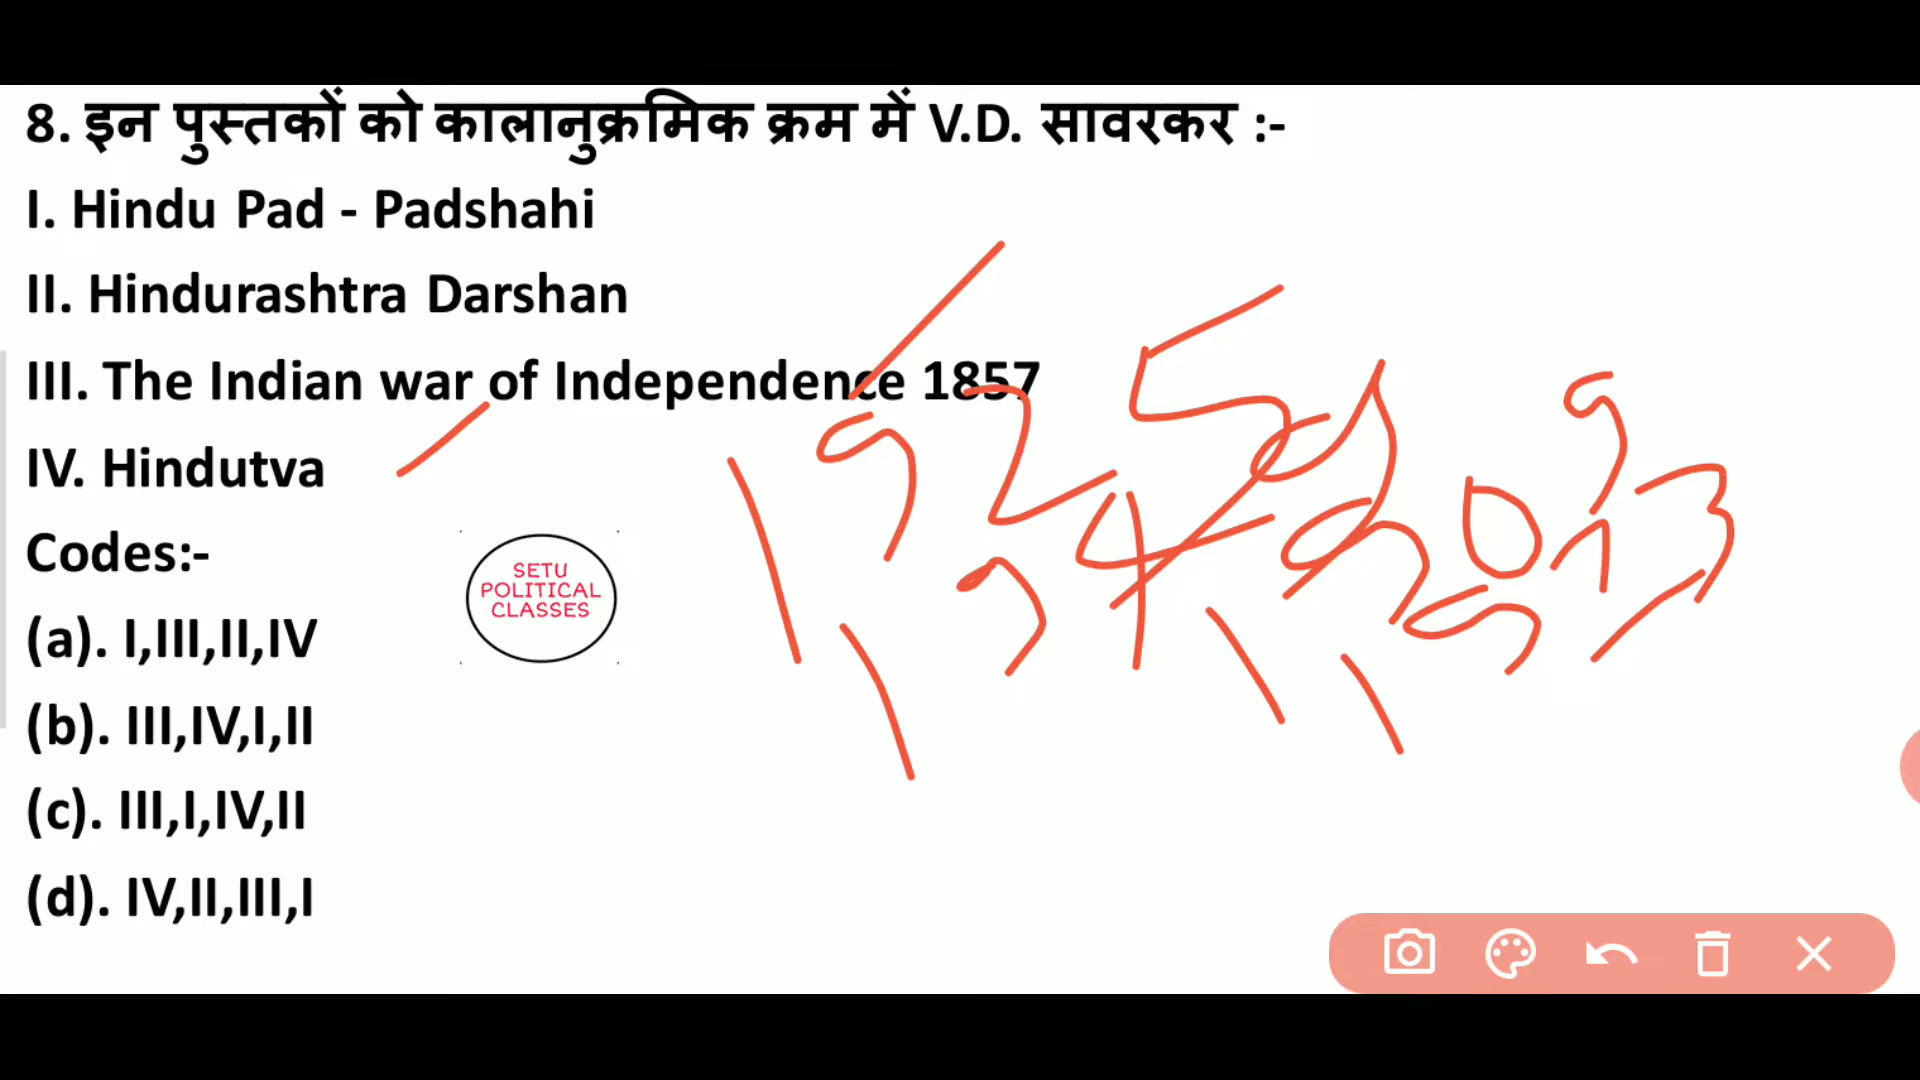 8. इन पुस्तकों को कालानुक्रमिक क्रम में V.D. सावरकर :-
I. Hindu Pad - Padshahi
II. Hindurashtra Darshan
III. The Indian war of Independence 1857
IV. Hindutva
Codes:-
SETU
POLITICAL
CLASSES
(a). I,III,II,IV
(b). III,IV,I,II
(c). III,I,IV,II
(d). IV,II,III,I